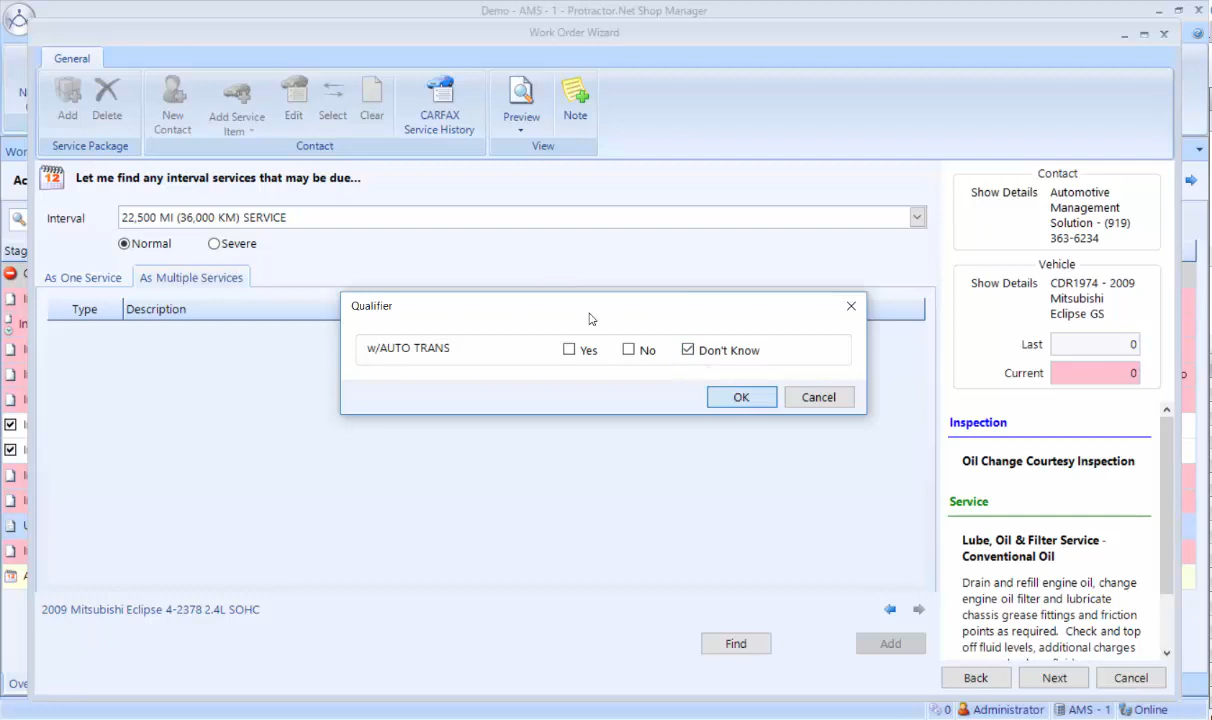 Demo - AMS - 1 - Protractor.Net Shop Manager
Work Order Wizard
General
Add
Delete
New Contact
Add Service Item
Edit
Select
Clear
CARFAX Service History
Preview
Note
Service Package
Contact
View
12
Let me find any interval services that may be due...
Interval
22,500 MI (36,000 KM) SERVICE
Normal
Severe
As One Service
As Multiple Services
Type
Description
Qualifier
w/AUTO TRANS
Yes
No
Don't Know
OK
Cancel
2009 Mitsubishi Eclipse 4-2378 2.4L SOHC
Find
Add
Contact
Show Details
Automotive
Management
Solution - (919)
363-6234
Vehicle
Show Details
CDR1974 - 2009
Mitsubishi
Eclipse GS
Last
0
Current
0
Inspection
Oil Change Courtesy Inspection
Service
Lube, Oil & Filter Service -
Conventional Oil
Drain and refill engine oil, change
engine oil filter and lubricate
chassis grease fittings and friction
points as required. Check and top
off fluid levels, additional charges
Back
Next
Cancel
0
Administrator
AMS - 1
Online